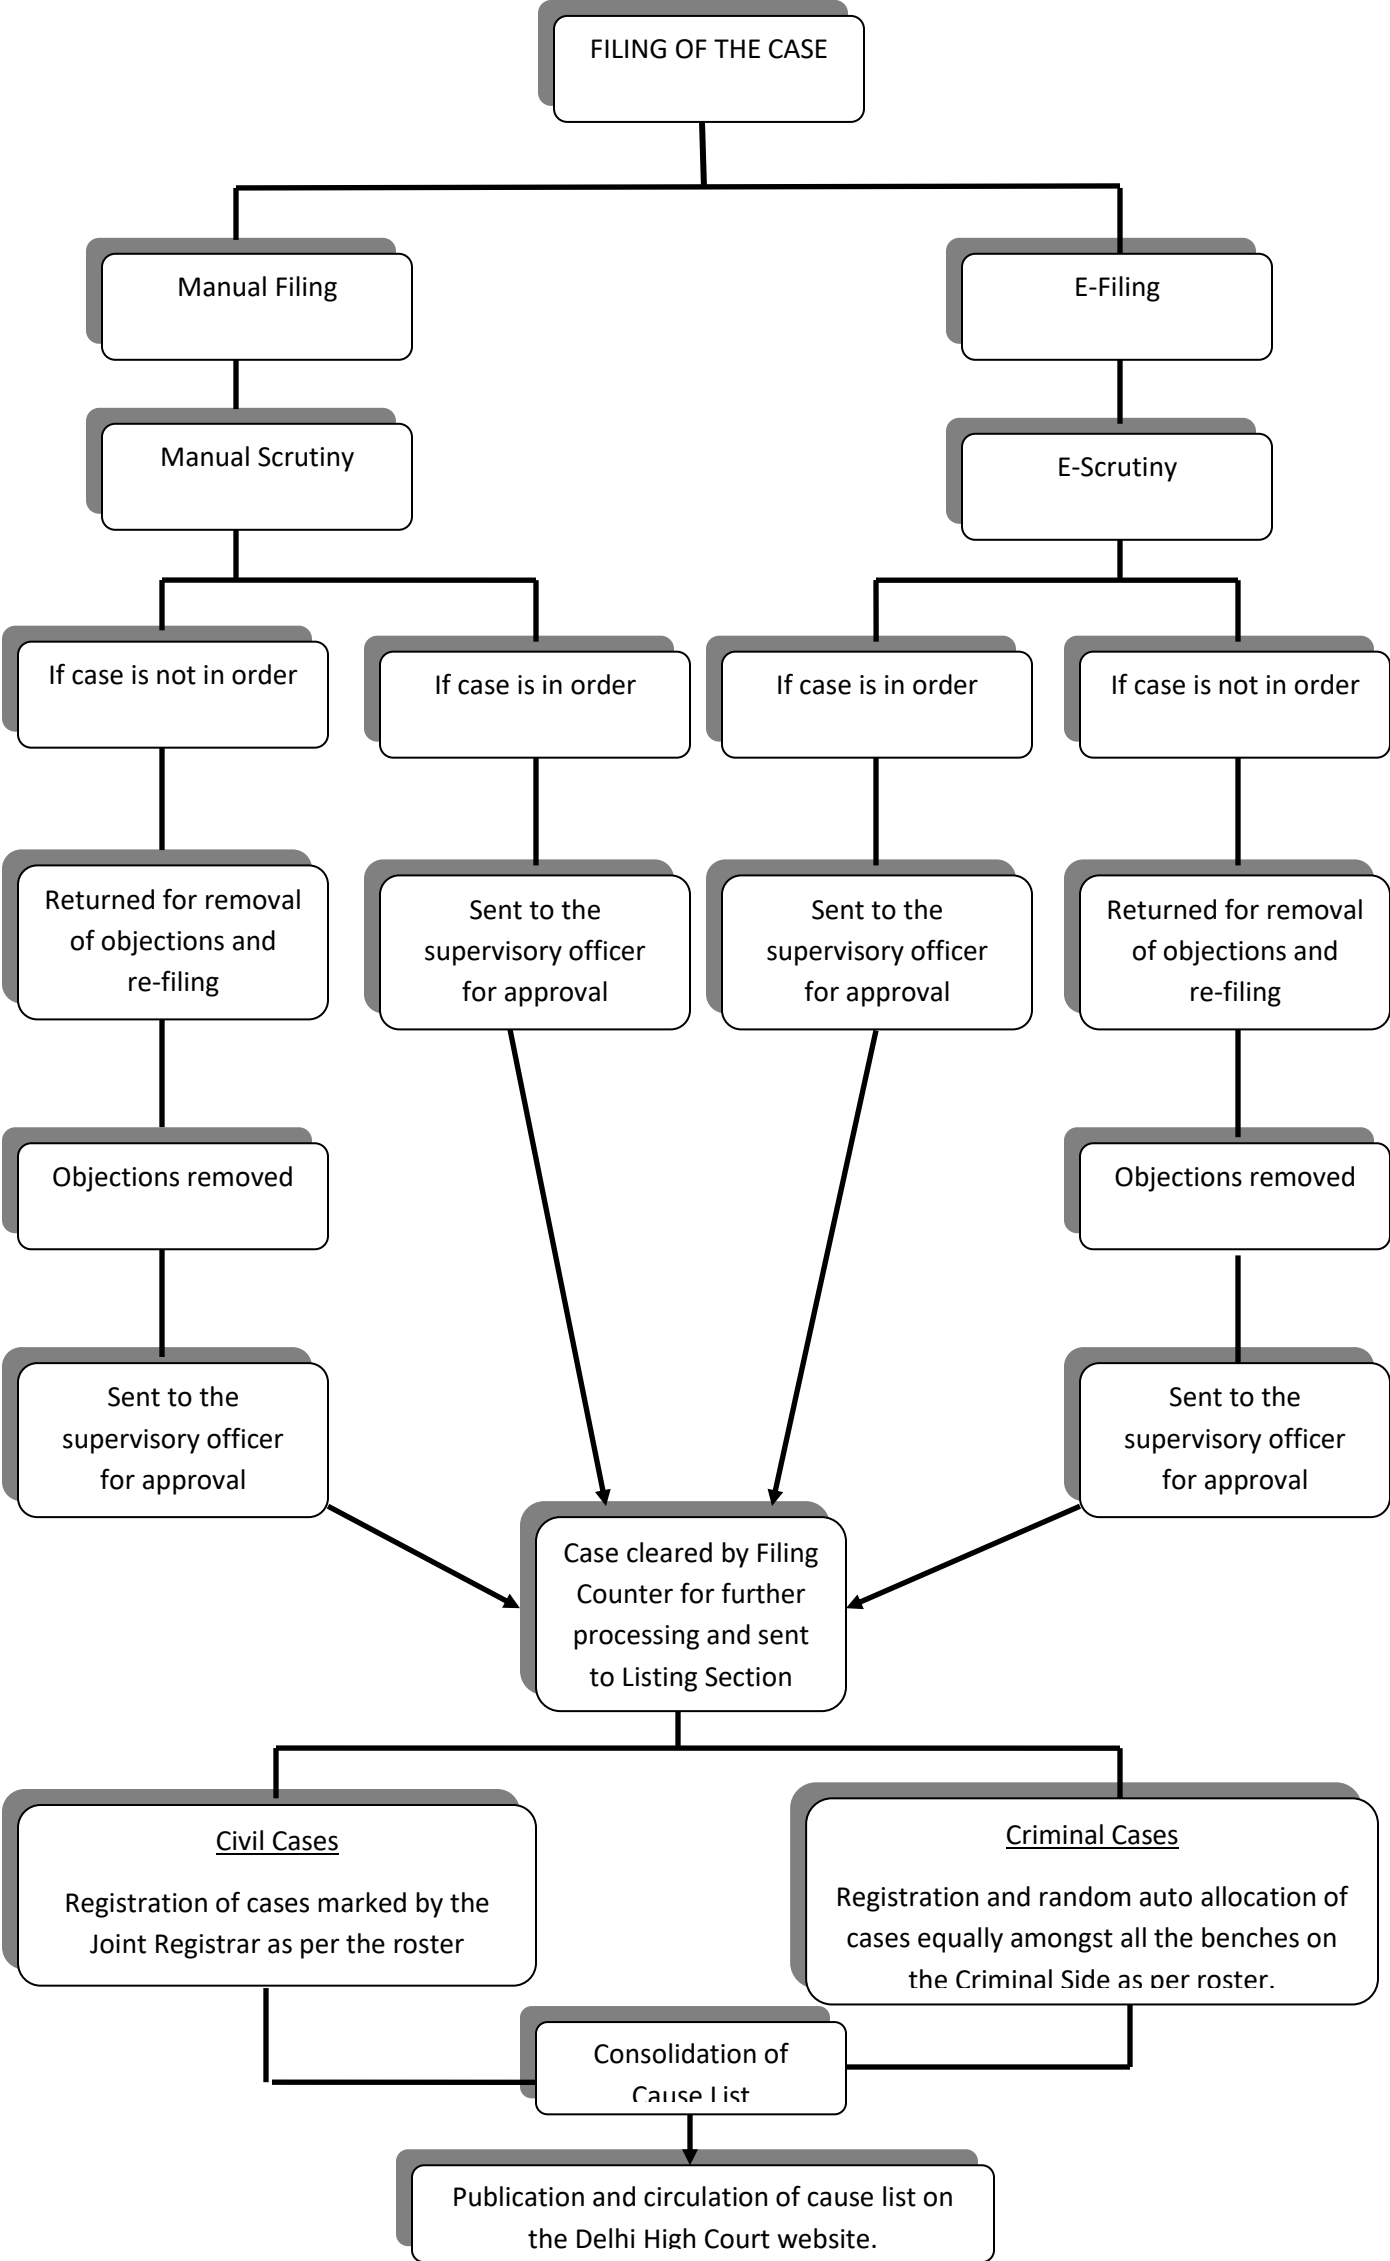 FILING OF THE CASE
Manual Filing
E-Filing
Manual Scrutiny
E-Scrutiny
If case is not in order
If case is in order
If case is in order
If case is not in order
Returned for removal
of objections and
re-filing
Sent to the
supervisory officer
for approval
Sent to the
supervisory officer
for approval
Returned for removal
of objections and
re-filing
Objections removed
Objections removed
Sent to the
supervisory officer
for approval
Sent to the
supervisory officer
for approval
Case cleared by Filing
Counter for further
processing and sent
to Listing Section
Civil Cases
Registration of cases marked by the
Joint Registrar as per the roster
Criminal Cases
Registration and random auto allocation of
cases equally amongst all the benches on
the Criminal Side as per roster.
Consolidation of
Cause List
Publication and circulation of cause list on
the Delhi High Court website.